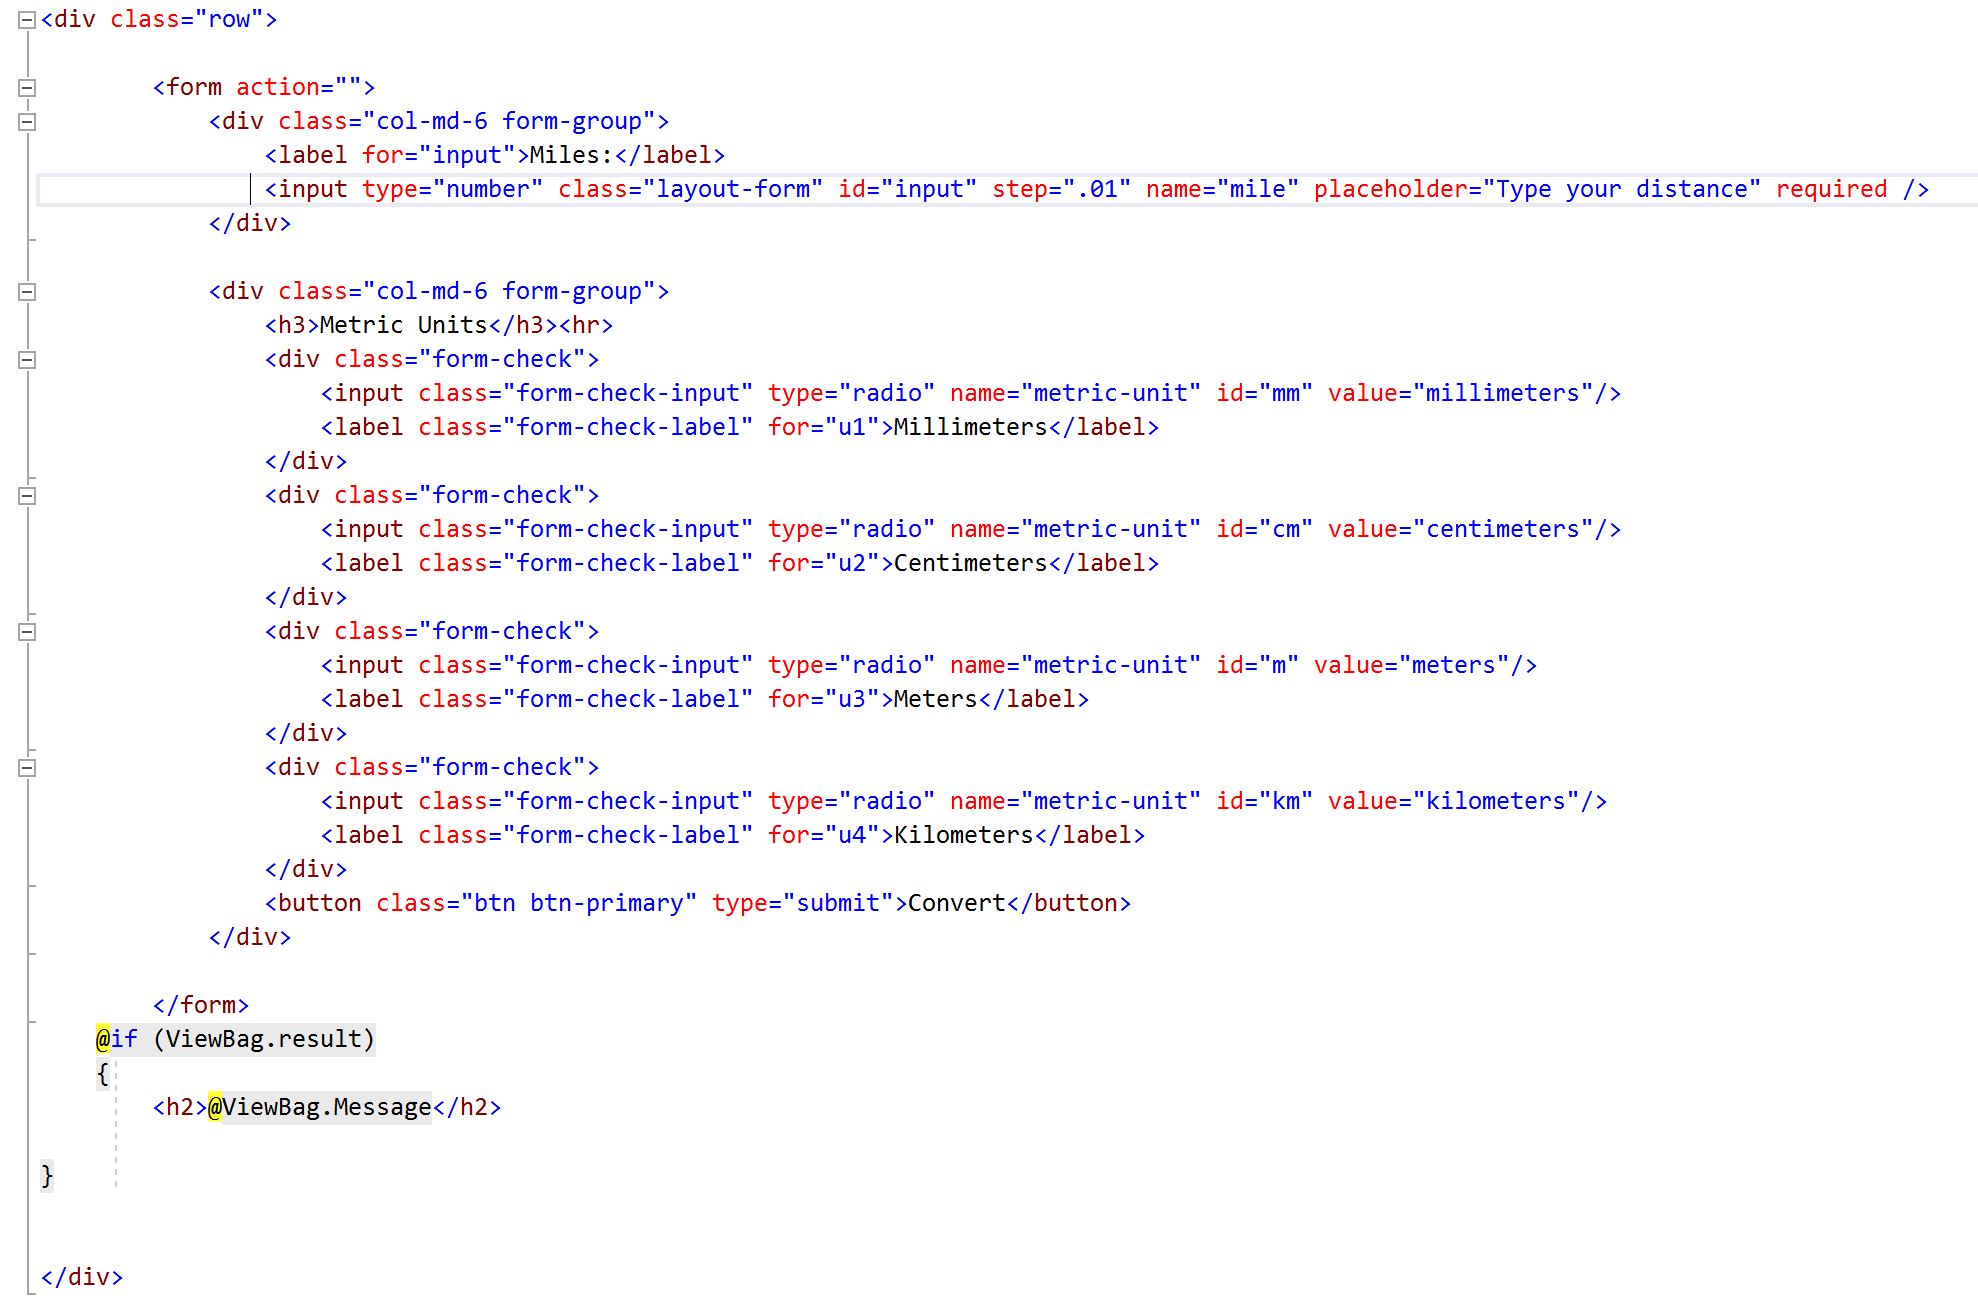 <div class="row">
<form action="">
<div class="col-md-6 form-group">
<label for="input">Miles:</label>
<input type="number" class="layout-form" id="input" step=".01" name="mile" placeholder="Type your distance" required />
</div>
<div class="col-md-6 form-group">
<h3>Metric Units</h3><hr>
<div class="form-check">
<input class="form-check-input" type="radio" name="metric-unit" id="mm" value="millimeters"/>
<label class="form-check-label" for="u1">Millimeters</label>
</div>
<div class="form-check">
<input class="form-check-input" type="radio" name="metric-unit" id="cm" value="centimeters"/>
<label class="form-check-label" for="u2">Centimeters</label>
</div>
<div class="form-check">
<input class="form-check-input" type="radio" name="metric-unit" id="m" value="meters"/>
<label class="form-check-label" for="u3">Meters</label>
</div>
<div class="form-check">
<input class="form-check-input" type="radio" name="metric-unit" id="km" value="kilometers"/>
<label class="form-check-label" for="u4">Kilometers</label>
</div>
<button class="btn btn-primary" type="submit">Convert</button>
</div>
</form>
@if (ViewBag.result)
{
<h2>@ViewBag.Message</h2>
}
</div>